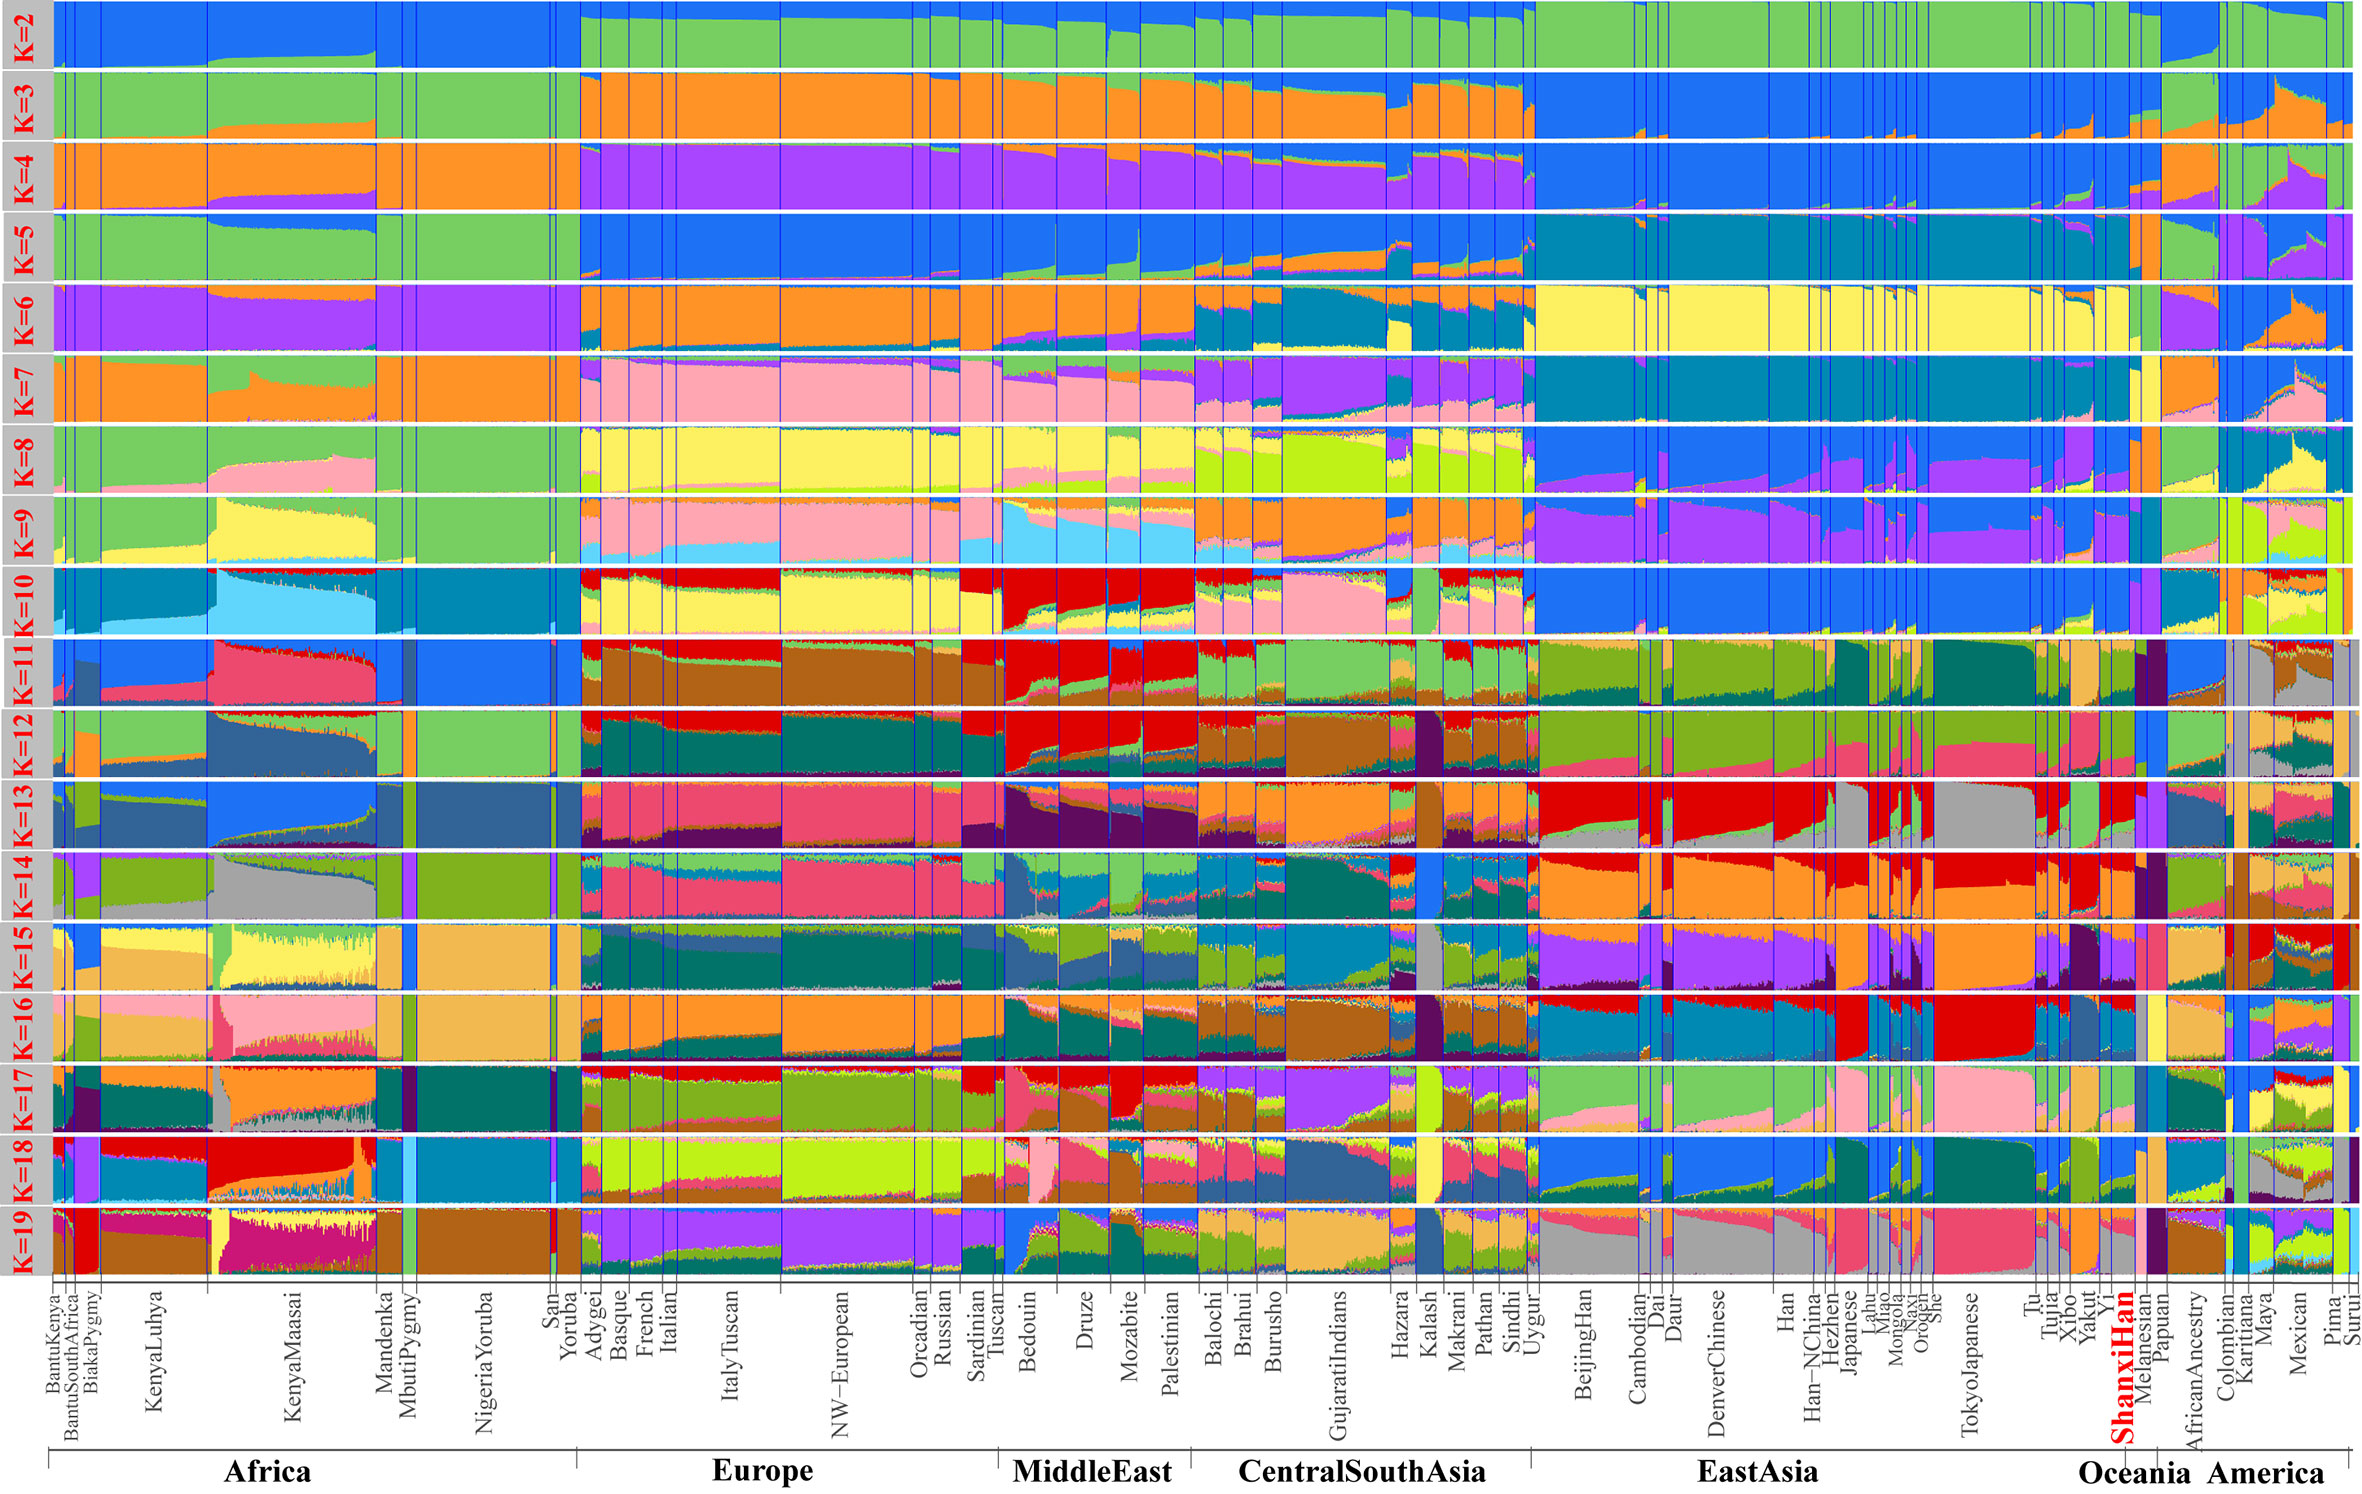 K=2
K=3
K=4
K=5
K=6
K=7
K=8
K=9
K=10
K=11
K=12
K=13
K=14
K=15
K=16
K=17
K=18
K=19
BantuKenya
BantuSouthAfrica
BiakaPygmy
KenyaLuhya
KenyaMaasai
Mandenka
MbutiPygmy
NigeriaYoruba
San
Yoruba
Adygei
Basque
French
Italian
ItalyTuscan
NW−European
Orcadian
Russian
Sardinian
Tuscan
Bedouin
Druze
Mozabite
Palestinian
Balochi
Brahui
Burusho
GujaratiIndians
Hazara
Kalash
Makrani
Pathan
Sindhi
Uygur
BeijingHan
Cambodian
Dai
Daur
DenverChinese
Han
Han−NChina
Hezhen
Japanese
Lahu
Miao
Mongola
Naxi
Oroqen
She
TokyoJapanese
Tu
Tujia
Xibo
Yakut
Yi
ShanxiHan
Melanesian
Papuan
AfricanAncestry
Colombian
Karitiana
Maya
Mexican
Pima
Surui
Africa
Europe
MiddleEast
CentralSouthAsia
EastAsia
Oceania
America